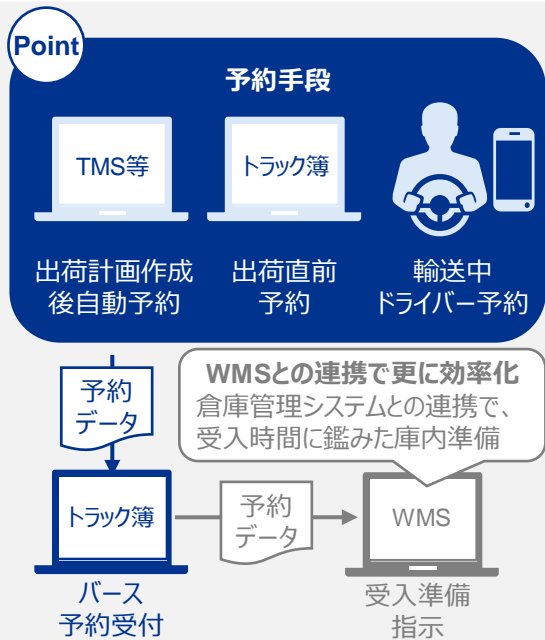 Point
予約手段
TMS等
トラック簿
出荷計画作成
後自動予約
出荷直前
予約
輸送中
ドライバー予約
予約
データ
WMSとの連携で更に効率化
倉庫管理システムとの連携で、
受入時間に鑑みた庫内準備
トラック簿
予約
データ
WMS
バース
予約受付
受入準備
指示